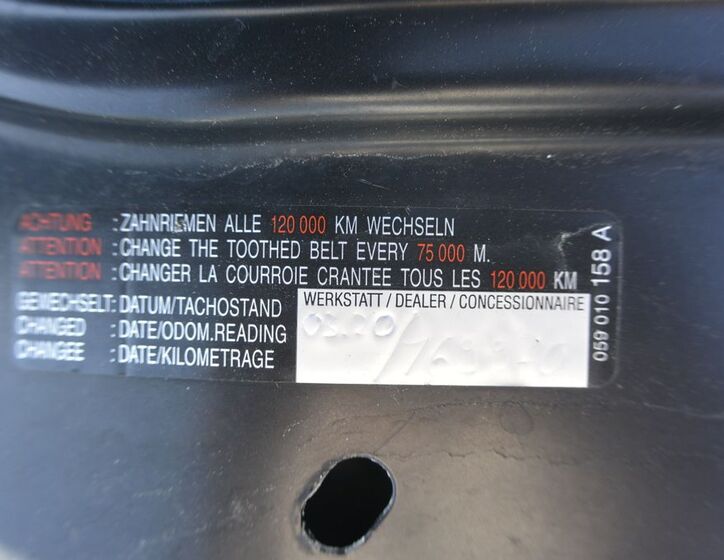 ACHTUNG : ZAHNRIEMEN ALLE 120 000 KM WECHSELN
ATTENTION : CHANGE THE TOOTHED BELT EVERY 75 000 M.
ATTENTION : CHANGER LA COURROIE CRANTEE TOUS LES 120 000 KM
GEWECHSELT: DATUM/TACHOSTAND
CHANGED : DATE/ODOM.READING
CHANGEE : DATE/KILOMETRAGE
WERKSTATT / DEALER / CONCESSIONNAIRE
03.20
059 010 158 A